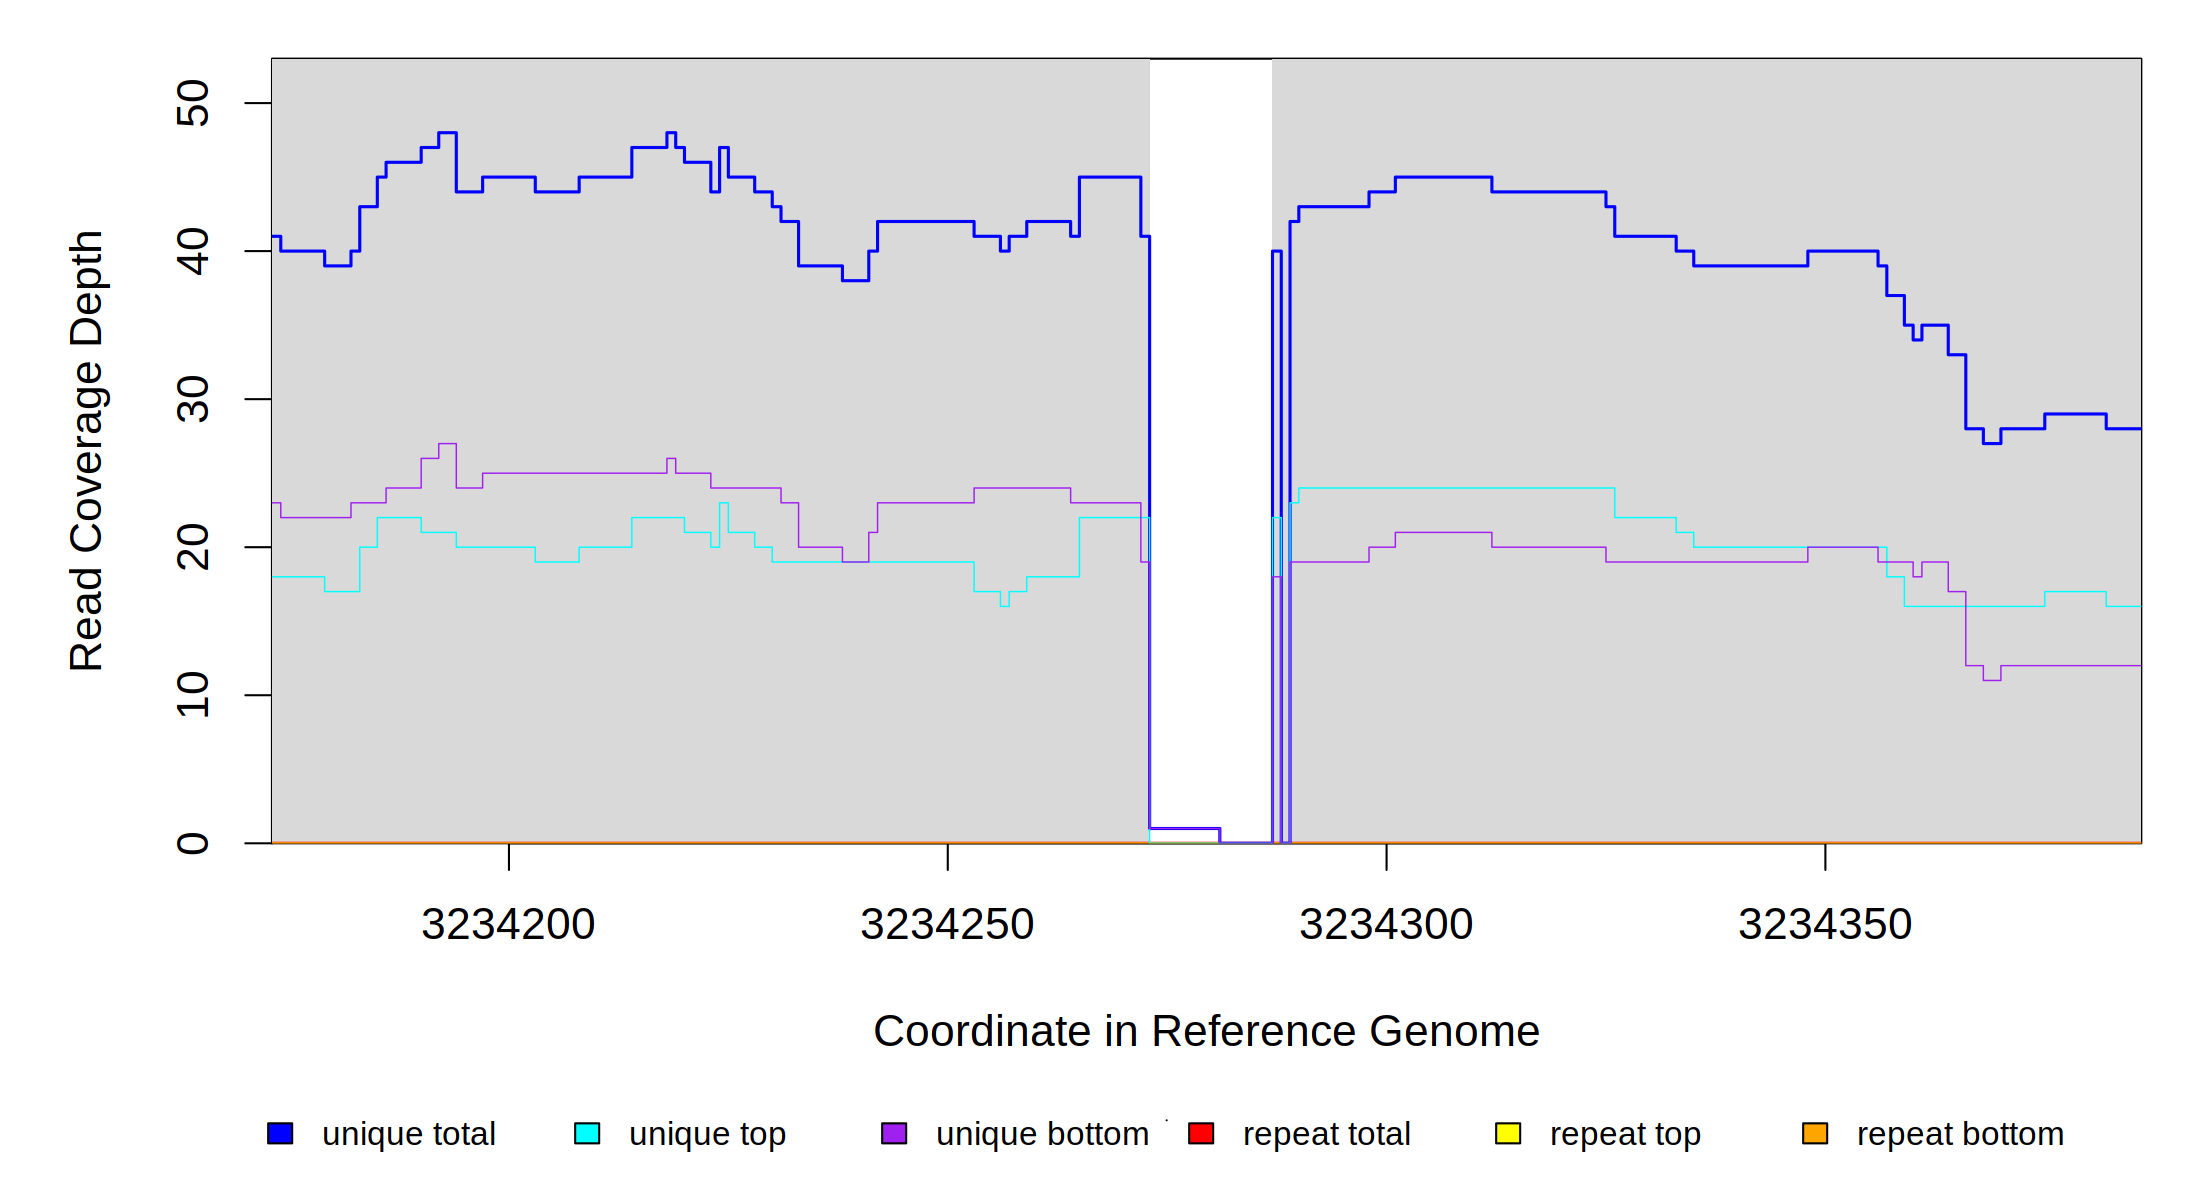 Read Coverage Depth
50
40
30
20
10
0
3234200 3234250 3234300 3234350
Coordinate in Reference Genome
unique total unique top unique bottom repeat total repeat top repeat bottom